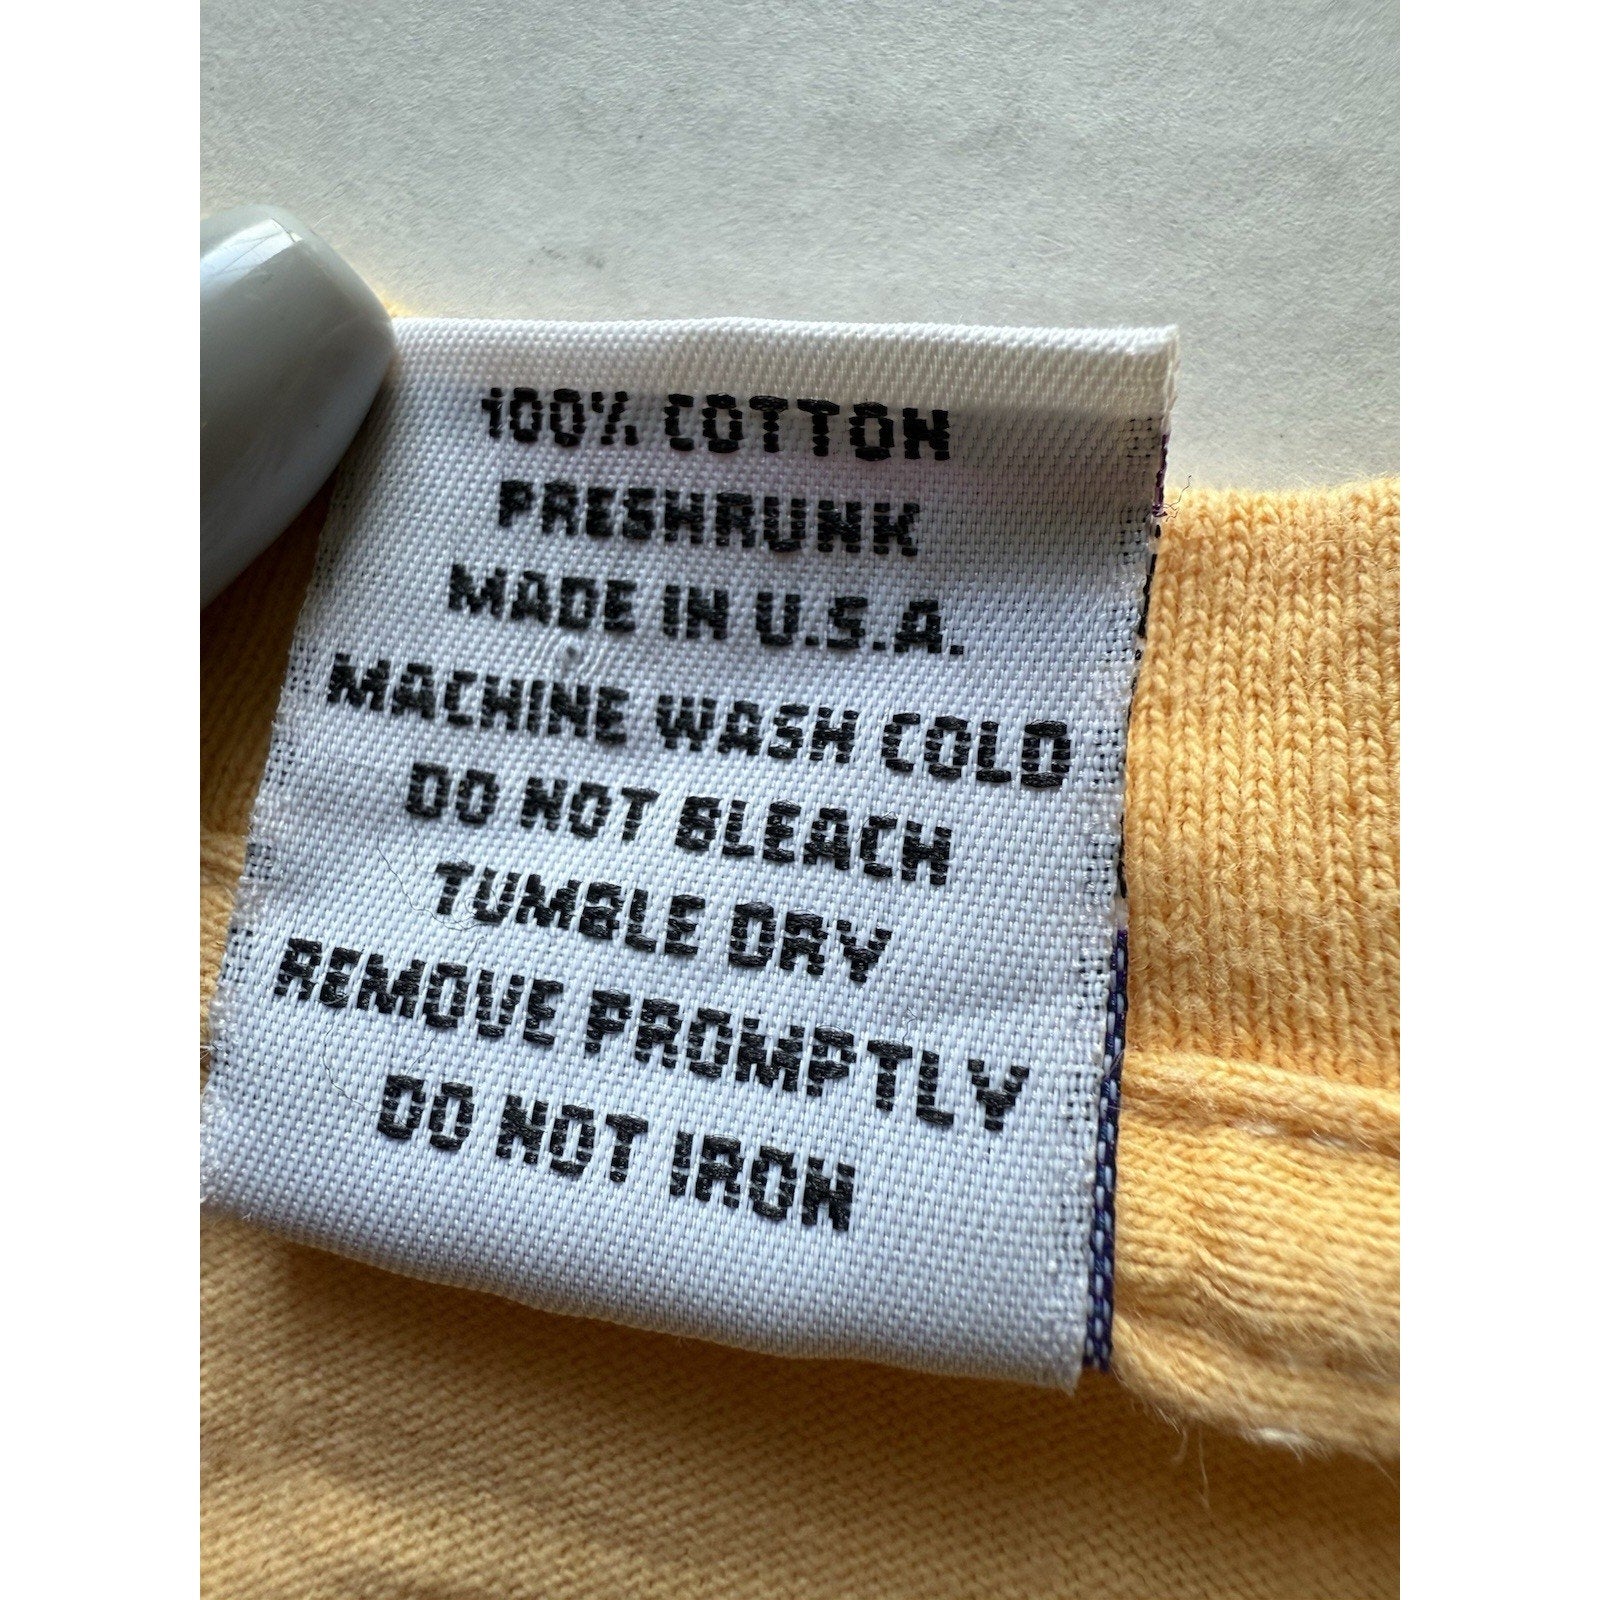 100% COTTON
PRESHRUNK
MADE IN U.S.A.
MACHINE WASH COLD
DO NOT BLEACH
TUMBLE DRY
REMOVE PROMPTLY
DO NOT IRON